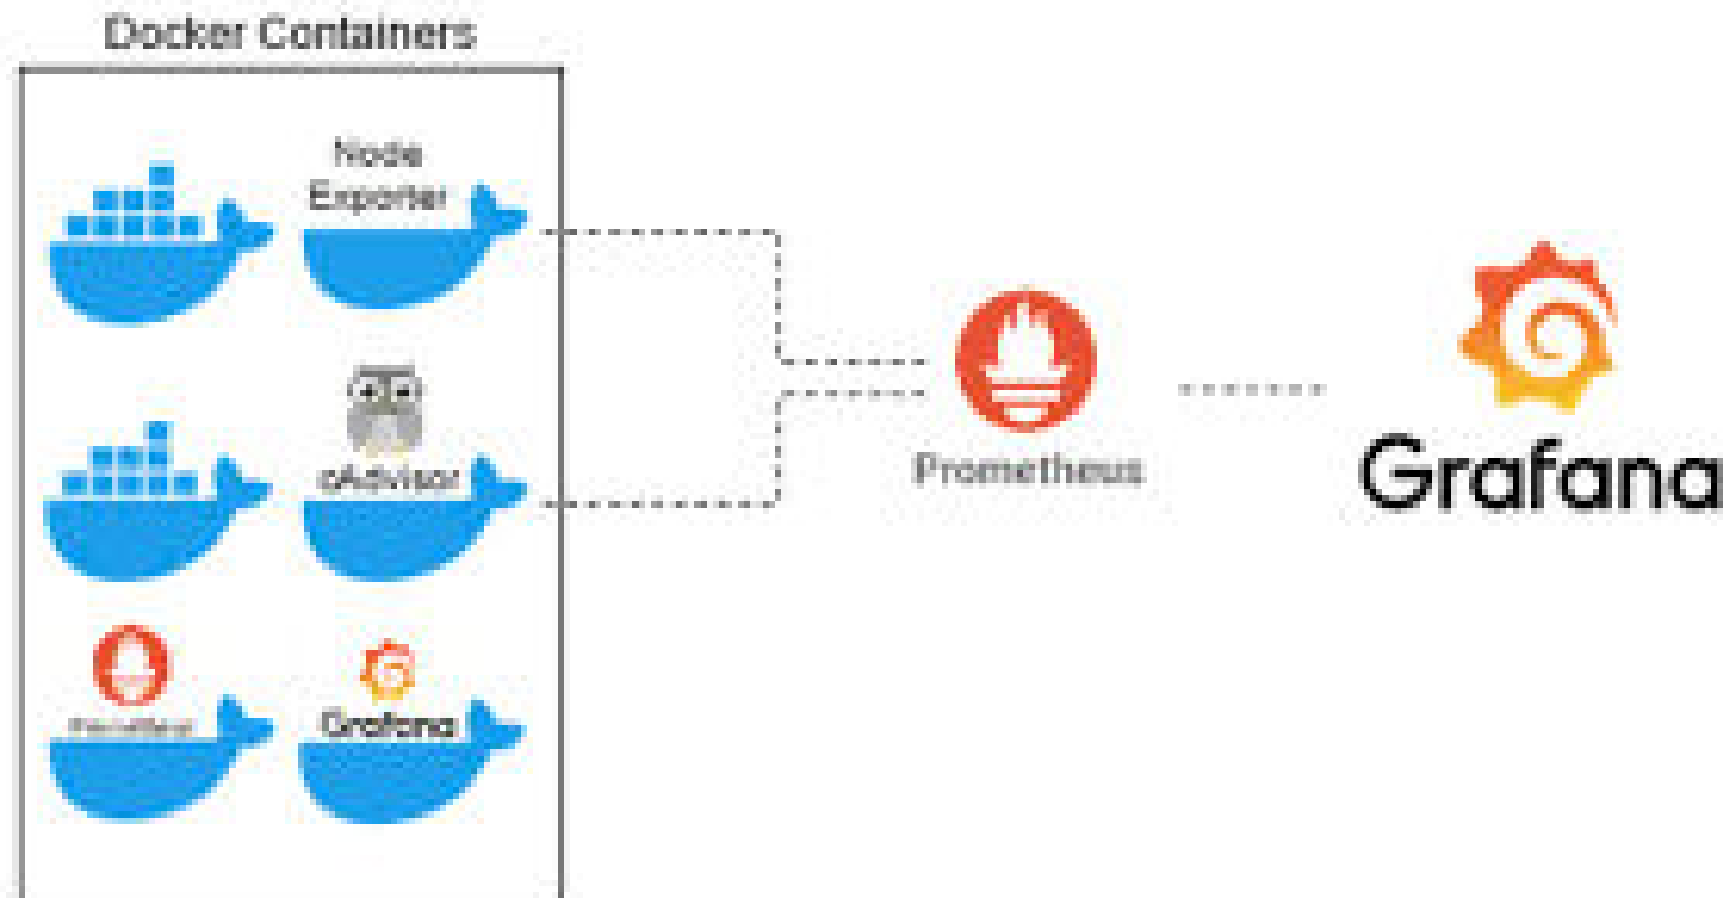 Docker Containers
Node
Exporter
cAdvisor
Prometheus
Grafana
Grafana